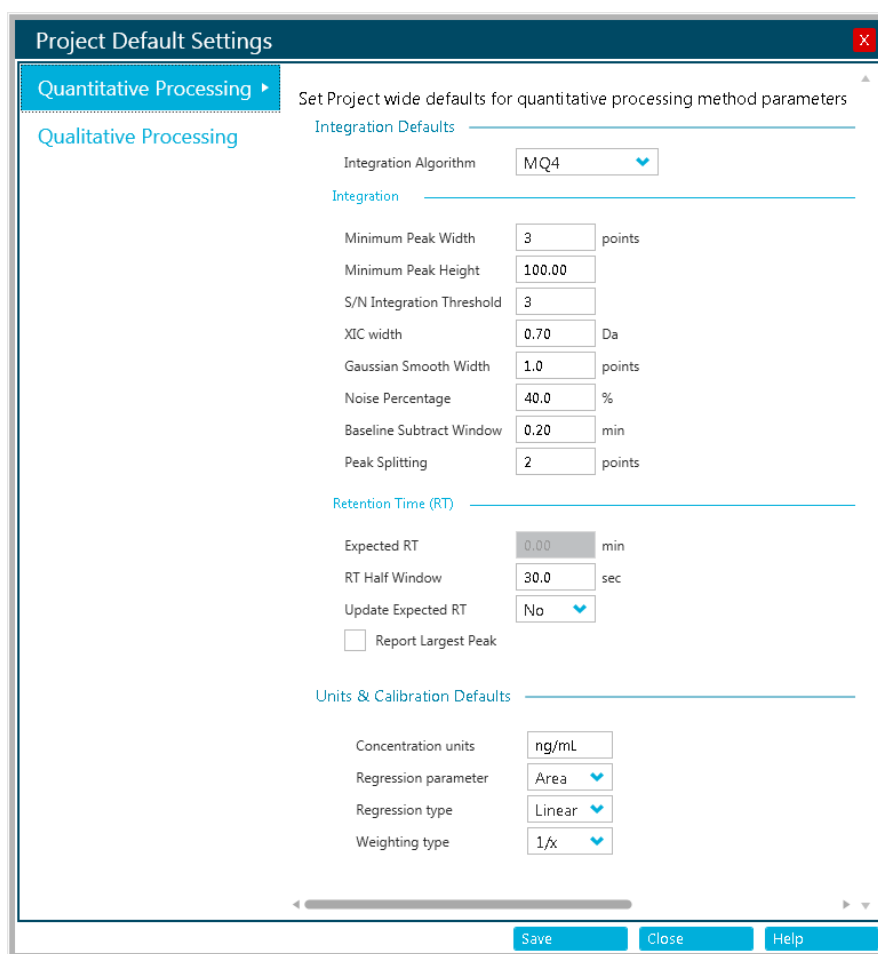 Project Default Settings
X
Quantitative Processing
Qualitative Processing
Set Project wide defaults for quantitative processing method parameters
Integration Defaults
Integration Algorithm MQ4
Integration
Minimum Peak Width 3 points
Minimum Peak Height 100.00
S/N Integration Threshold 3
XIC width 0.70 Da
Gaussian Smooth Width 1.0 points
Noise Percentage 40.0 %
Baseline Subtract Window 0.20 min
Peak Splitting 2 points
Retention Time (RT)
Expected RT 0.00 min
RT Half Window 30.0 sec
Update Expected RT No
Report Largest Peak
Units & Calibration Defaults
Concentration units ng/mL
Regression parameter Area
Regression type Linear
Weighting type 1/x
Save Close Help